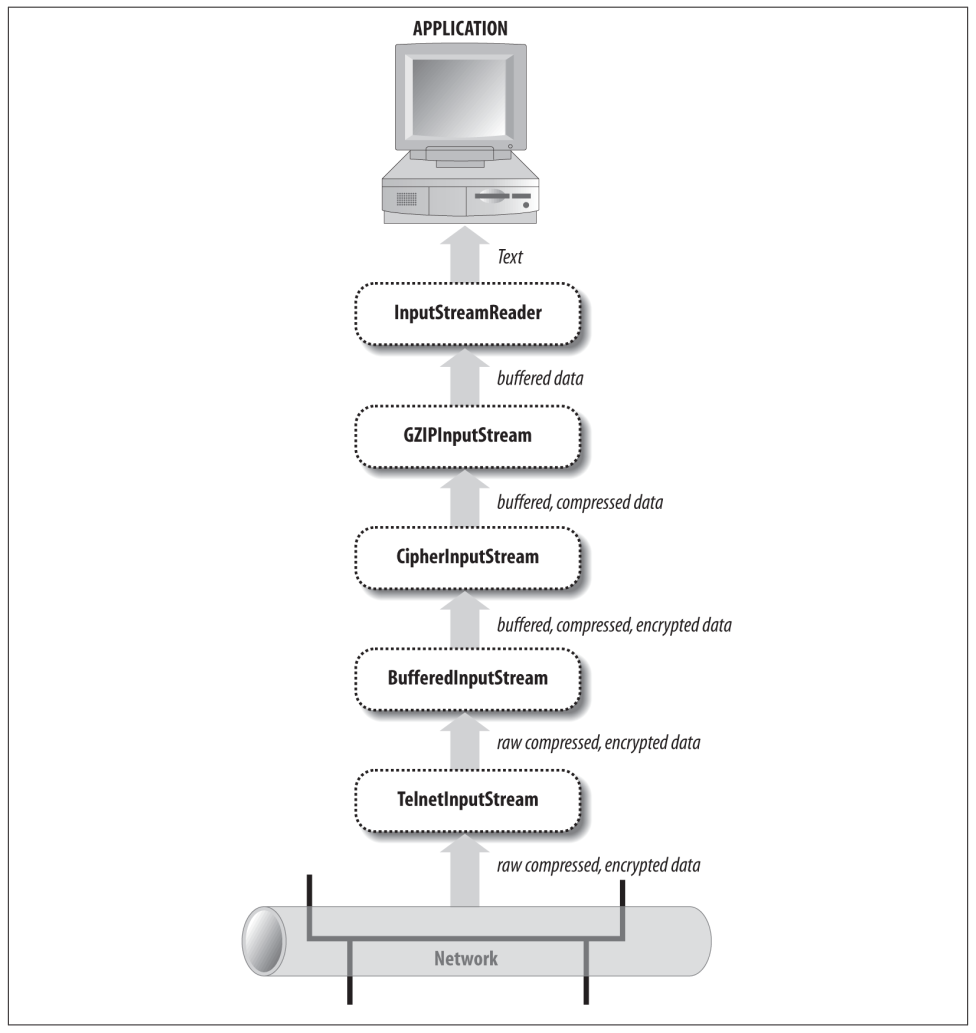 APPLICATION
Text
InputStreamReader
buffered data
GZIPInputStream
buffered, compressed data
CipherInputStream
buffered, compressed, encrypted data
BufferedInputStream
raw compressed, encrypted data
TelnetInputStream
raw compressed, encrypted data
Network